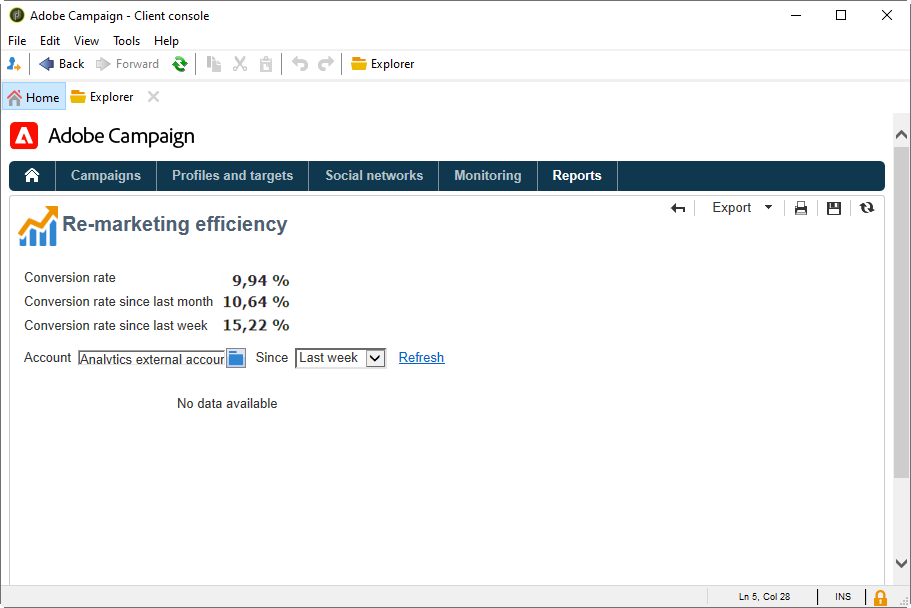 Adobe Campaign - Client console
File Edit View Tools Help
Back Forward Explorer
Home Explorer
Adobe Campaign
Campaigns Profiles and targets Social networks Monitoring Reports
Export
Re-marketing efficiency
Conversion rate 9,94 %
Conversion rate since last month 10,64 %
Conversion rate since last week 15,22 %
Account Analytics external accour Since Last week Refresh
No data available
Ln 5, Col 28 INS